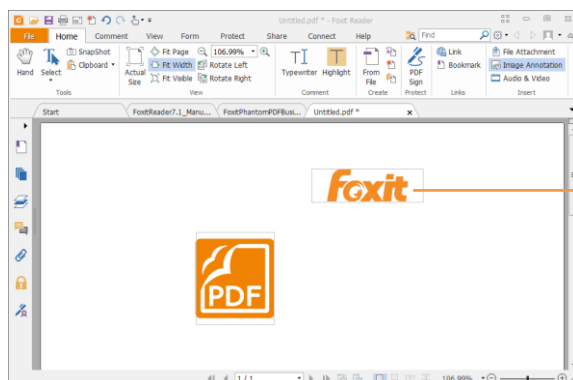 Untitled.pdf * - Foxit Reader
File Home Comment View Form Protect Share Connect Help Find
Hand
Select
SnapShot
Clipboard
Tools
Actual Size
Fit Page
Fit Width
Fit Visible
106.99%
Rotate Left
Rotate Right
View
Typewriter
Highlight
Comment
From File
Create
PDF Sign
Protect
Link
Bookmark
Links
File Attachment
Image Annotation
Audio & Video
Insert
Start FoxitReader7.1_Manu... FoxitPhantomPDFBusi... Untitled.pdf *
Foxit
PDF
1 / 1 106.99%